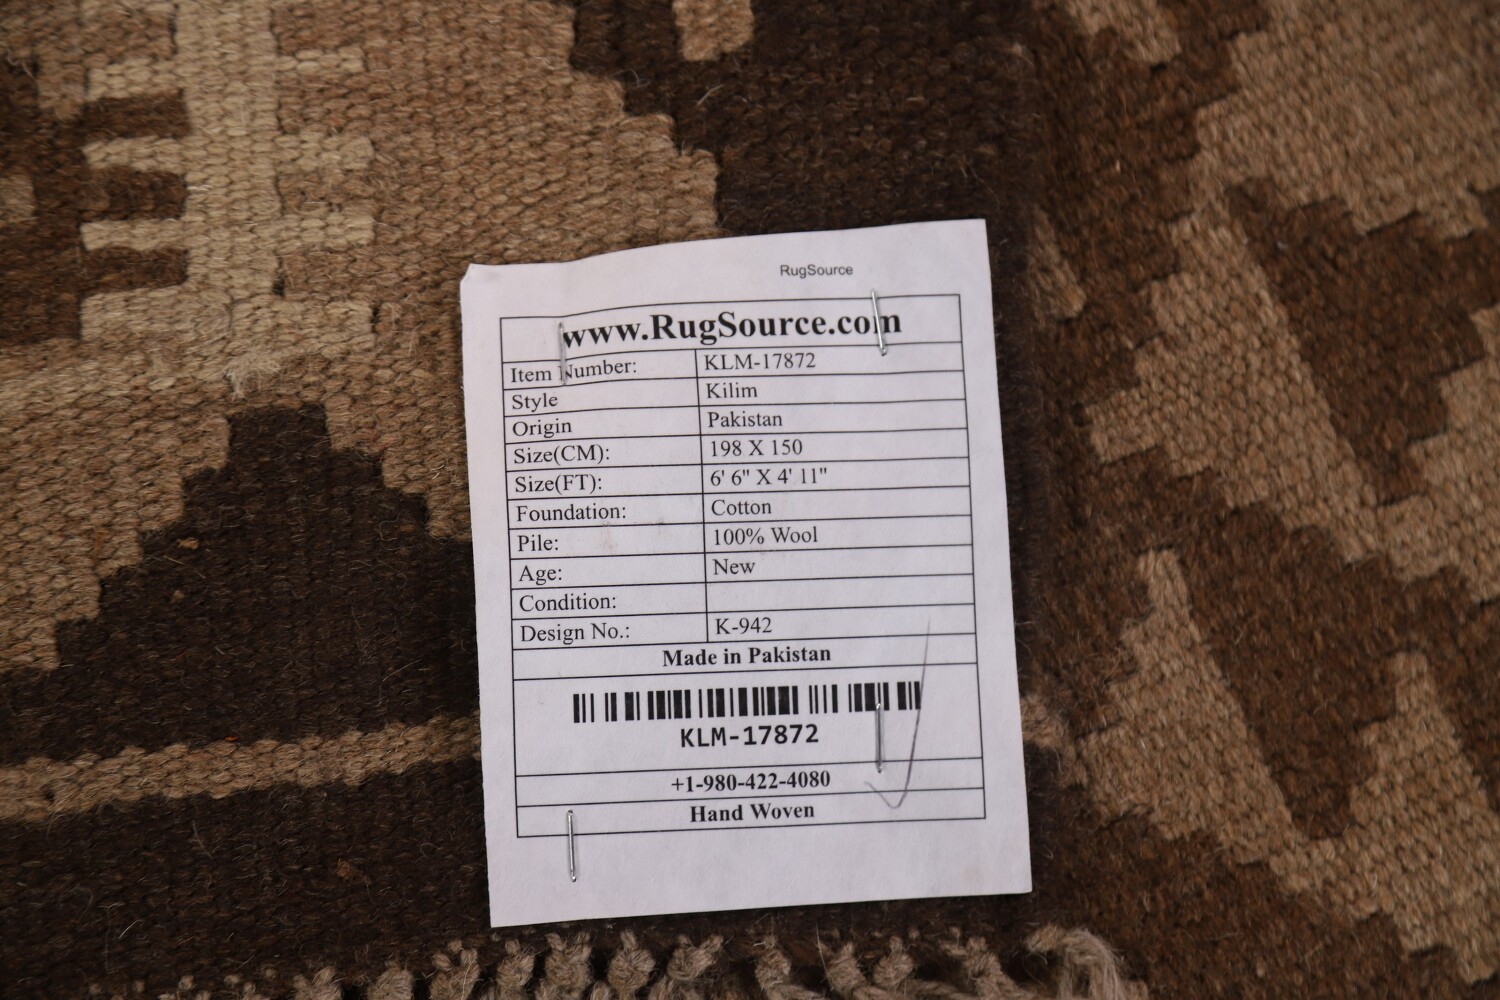 RugSource
www.RugSource.com
Item Number: KLM-17872
Style Kilim
Origin Pakistan
Size(CM): 198 X 150
Size(FT): 6' 6" X 4' 11"
Foundation: Cotton
Pile: 100% Wool
Age: New
Condition:
Design No.: K-942
Made in Pakistan
KLM-17872
+1-980-422-4080
Hand Woven